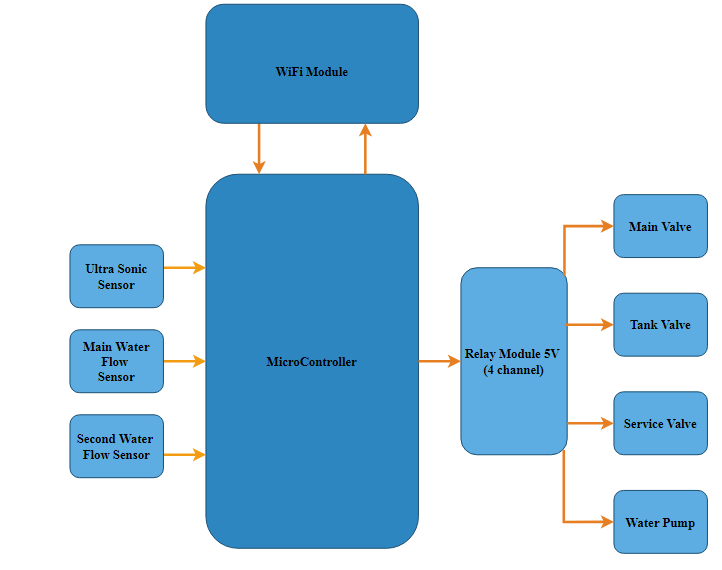 WiFi Module
Ultra Sonic
Sensor
Main Water
Flow
Sensor
Second Water
Flow Sensor
MicroController
Relay Module 5V
(4 channel)
Main Valve
Tank Valve
Service Valve
Water Pump